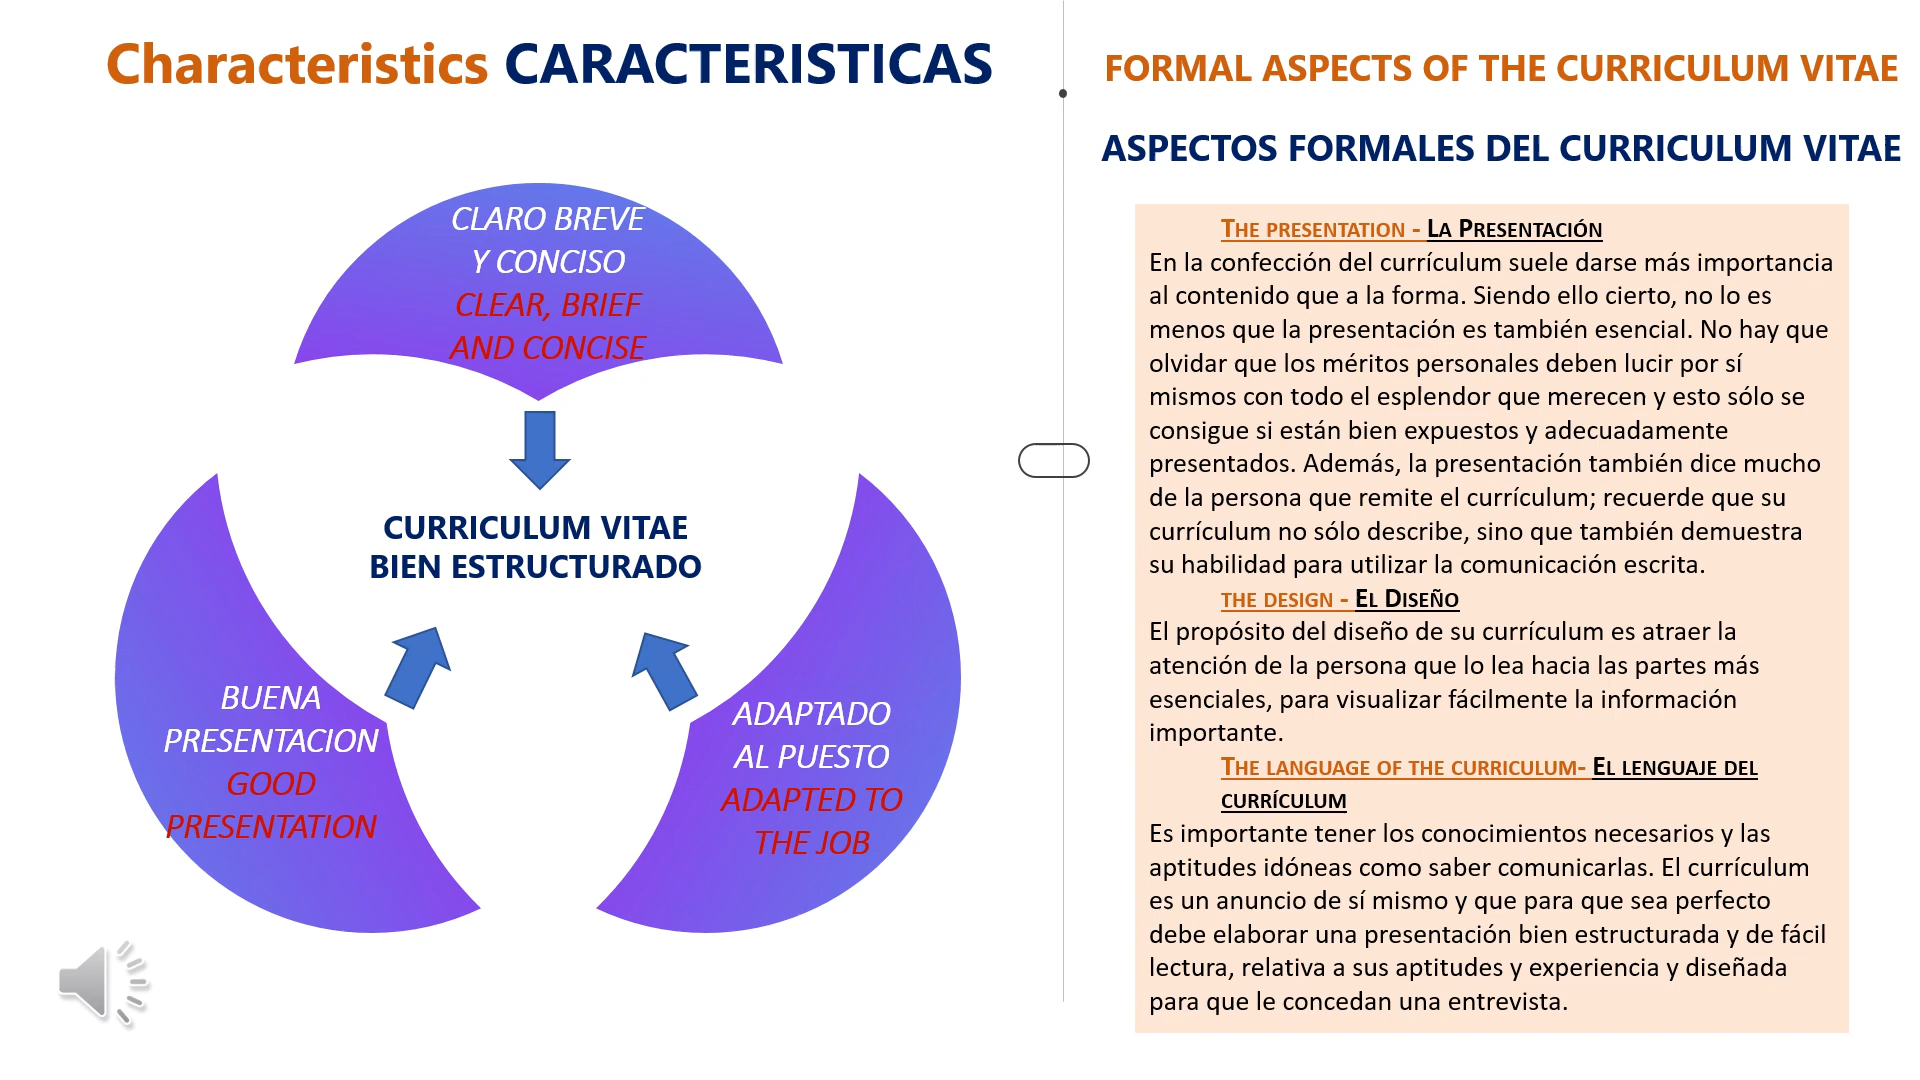 Characteristics CARACTERISTICAS
CLARO BREVE
Y CONCISO
CLEAR, BRIEF
AND CONCISE
CURRICULUM VITAE
BIEN ESTRUCTURADO
BUENA
PRESENTACION
GOOD
PRESENTATION
ADAPTADO
AL PUESTO
ADAPTED TO
THE JOB
FORMAL ASPECTS OF THE CURRICULUM VITAE
ASPECTOS FORMALES DEL CURRICULUM VITAE
THE PRESENTATION - LA PRESENTACIÓN
En la confección del currículum suele darse más importancia
al contenido que a la forma. Siendo ello cierto, no lo es
menos que la presentación es también esencial. No hay que
olvidar que los méritos personales deben lucir por sí
mismos con todo el esplendor que merecen y esto sólo se
consigue si están bien expuestos y adecuadamente
presentados. Además, la presentación también dice mucho
de la persona que remite el currículum; recuerde que su
currículum no sólo describe, sino que también demuestra
su habilidad para utilizar la comunicación escrita.
THE DESIGN - EL DISEÑO
El propósito del diseño de su currículum es atraer la
atención de la persona que lo lea hacia las partes más
esenciales, para visualizar fácilmente la información
importante.
THE LANGUAGE OF THE CURRICULUM- EL LENGUAJE DEL
CURRÍCULUM
Es importante tener los conocimientos necesarios y las
aptitudes idóneas como saber comunicarlas. El currículum
es un anuncio de sí mismo y que para que sea perfecto
debe elaborar una presentación bien estructurada y de fácil
lectura, relativa a sus aptitudes y experiencia y diseñada
para que le concedan una entrevista.